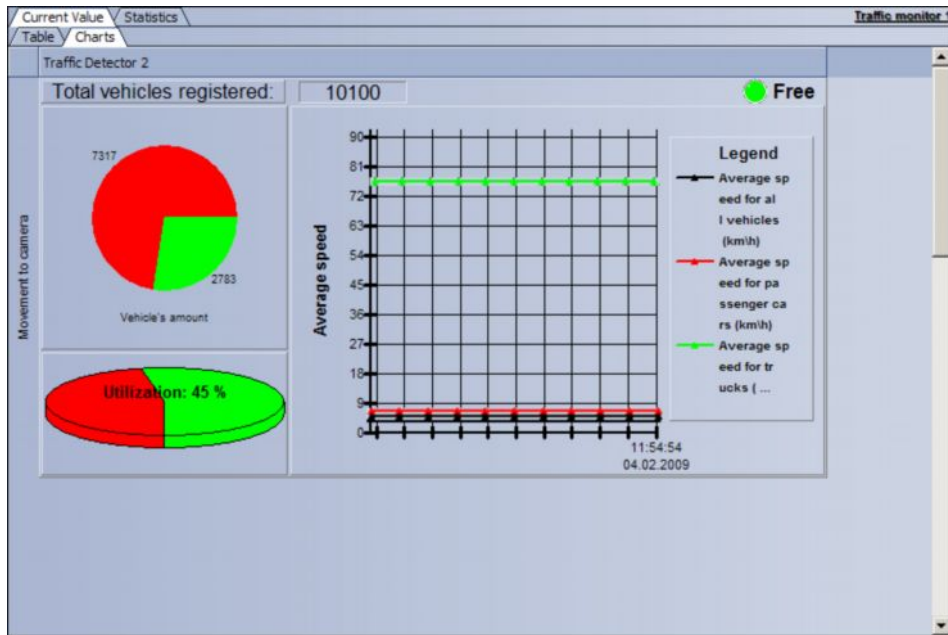 Current Value
Statistics
Traffic monitor
Table
Charts
Traffic Detector 2
Total vehicles registered:
10100
Free
Movement to camera
7317
2783
Vehicle's amount
Utilization: 45 %
Average speed
90
81
72
63
54
45
36
27
18
9
0
11:54:54
04.02.2009
Legend
Average sp
eed for al
l vehicles
(km\h)
Average sp
eed for pa
ssenger ca
rs (km\h)
Average sp
eed for tr
ucks ( ...